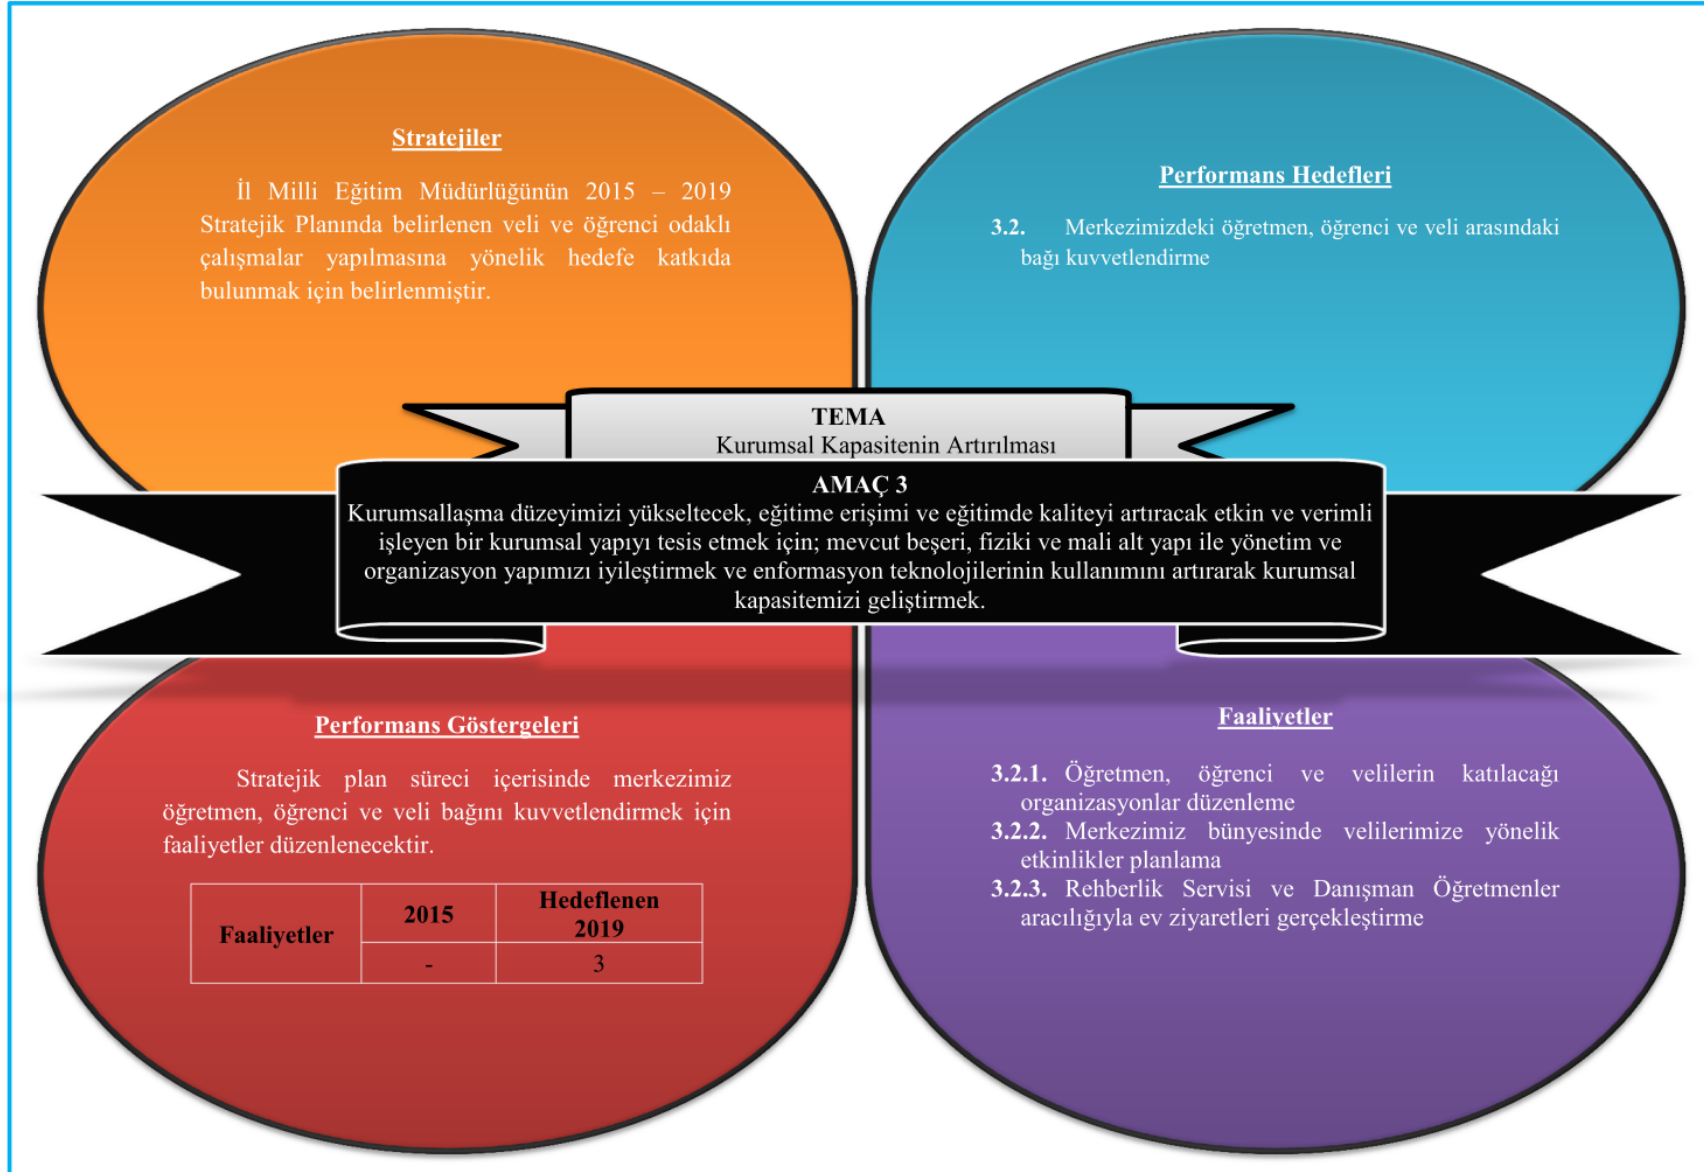 Stratejiler
İl Milli Eğitim Müdürlüğünün 2015 – 2019
Stratejik Planında belirlenen veli ve öğrenci odaklı
çalışmalar yapılmasına yönelik hedefe katkıda
bulunmak için belirlenmiştir.
Performans Hedefleri
3.2. Merkezimizdeki öğretmen, öğrenci ve veli arasındaki
bağı kuvvetlendirme
TEMA
Kurumsal Kapasitenin Artırılması
AMAÇ 3
Kurumsallaşma düzeyimizi yükseltecek, eğitime erişimi ve eğitimde kaliteyi artıracak etkin ve verimli
işleyen bir kurumsal yapıyı tesis etmek için; mevcut beşeri, fiziki ve mali alt yapı ile yönetim ve
organizasyon yapımızı iyileştirmek ve enformasyon teknolojilerinin kullanımını artırarak kurumsal
kapasitemizi geliştirmek.
Performans Göstergeleri
Stratejik plan süreci içerisinde merkezimiz
öğretmen, öğrenci ve veli bağını kuvvetlendirmek için
faaliyetler düzenlenecektir.
Faaliyetler
2015
Hedeflenen
2019
-
3
Faaliyetler
3.2.1. Öğretmen, öğrenci ve velilerin katılacağı
organizasyonlar düzenleme
3.2.2. Merkezimiz bünyesinde velilerimize yönelik
etkinlikler planlama
3.2.3. Rehberlik Servisi ve Danışman Öğretmenler
aracılığıyla ev ziyaretleri gerçekleştirme